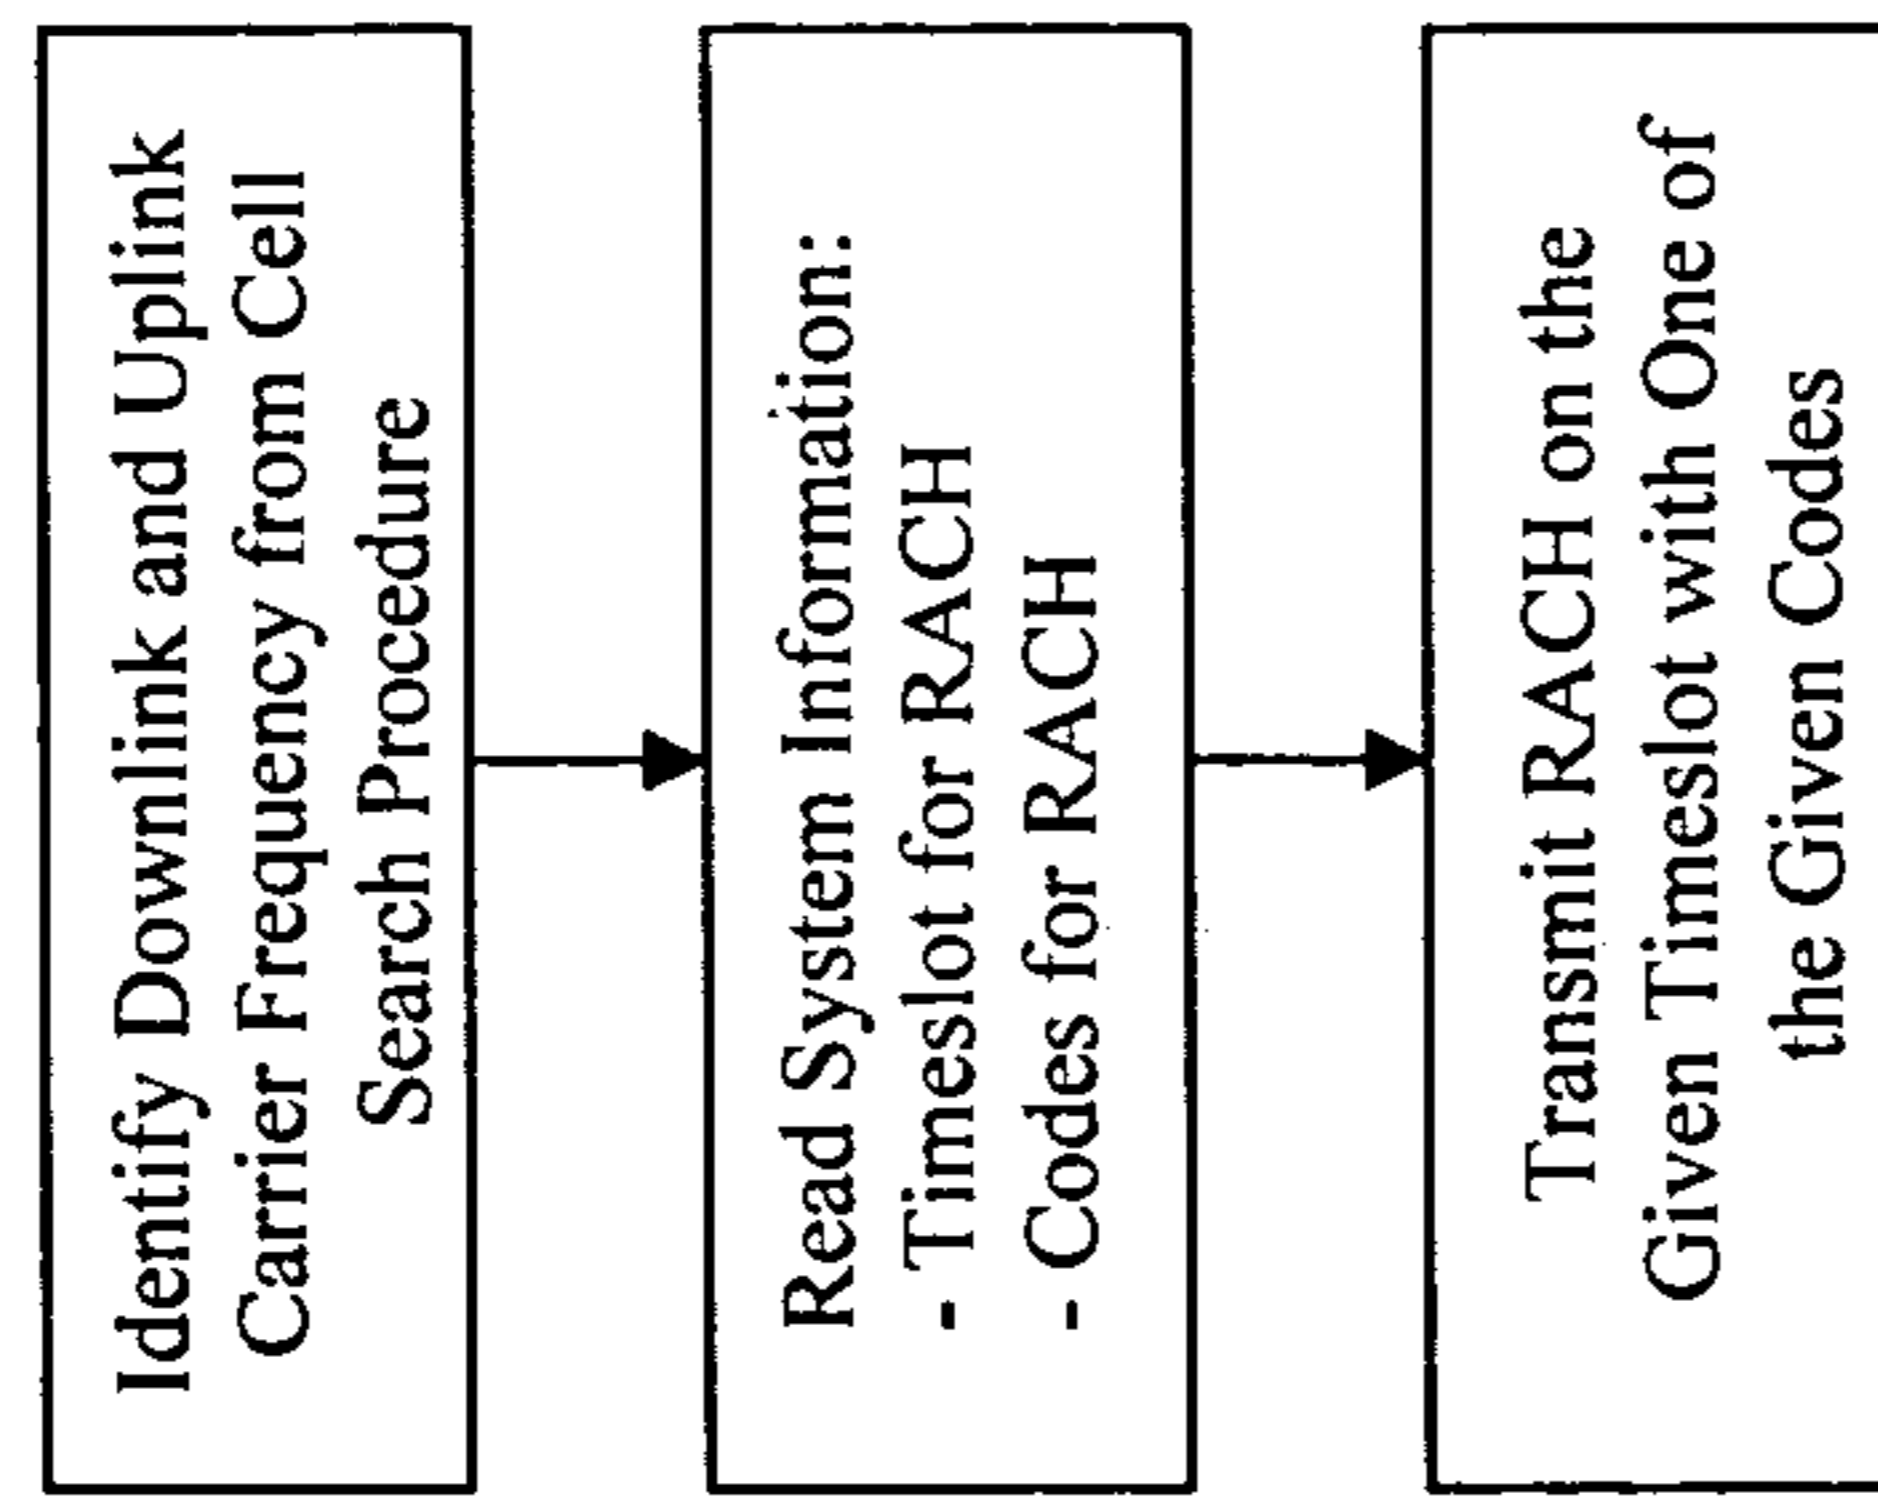 Identify Downlink and Uplink
Carrier Frequency from Cell
Search Procedure
Read System Information:
- Timeslot for RACH
- Codes for RACH
Transmit RACH on the
Given Timeslot with One of
the Given Codes